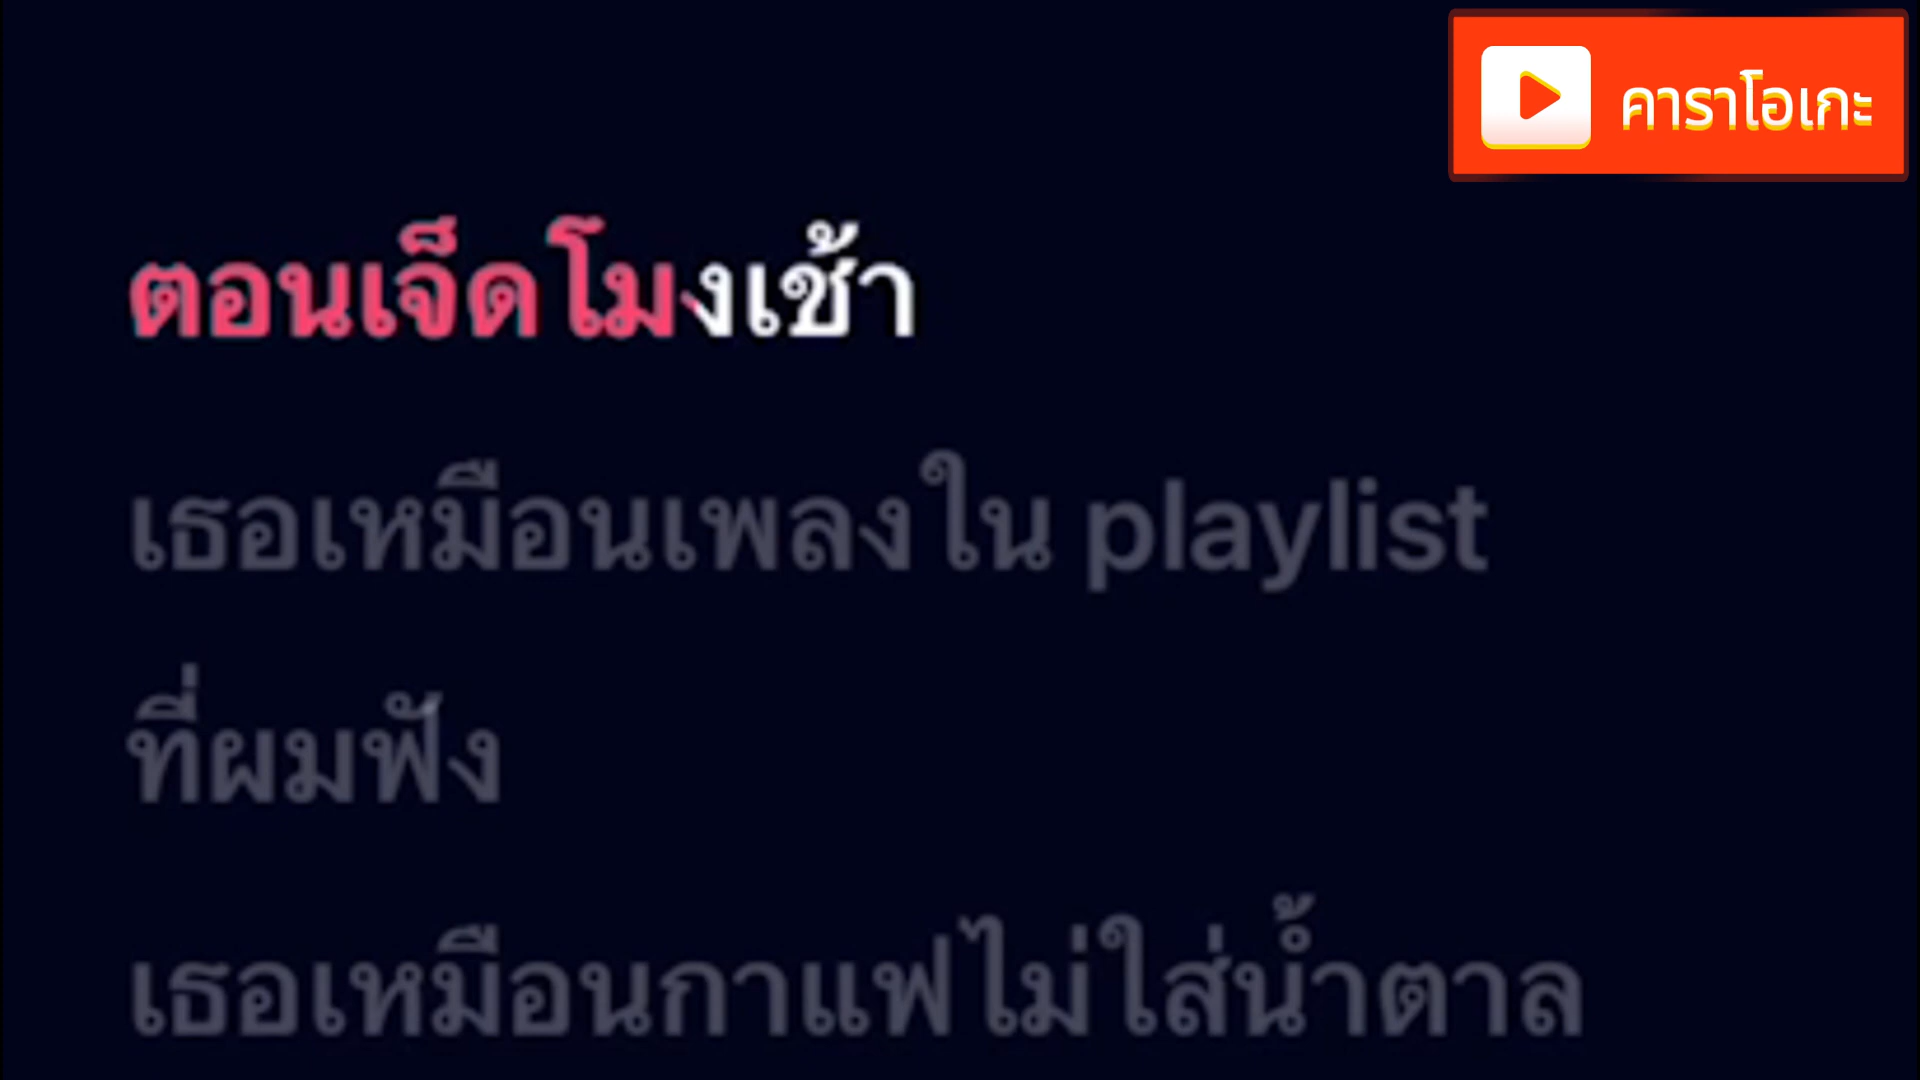 คาราโอเกะ
ตอนเจ็ดโมงเช้า
เธอเหมือนเพลงใน playlist
ที่ผมฟัง
เธอเหมือนกาแฟไม่ใส่น้ำตาล